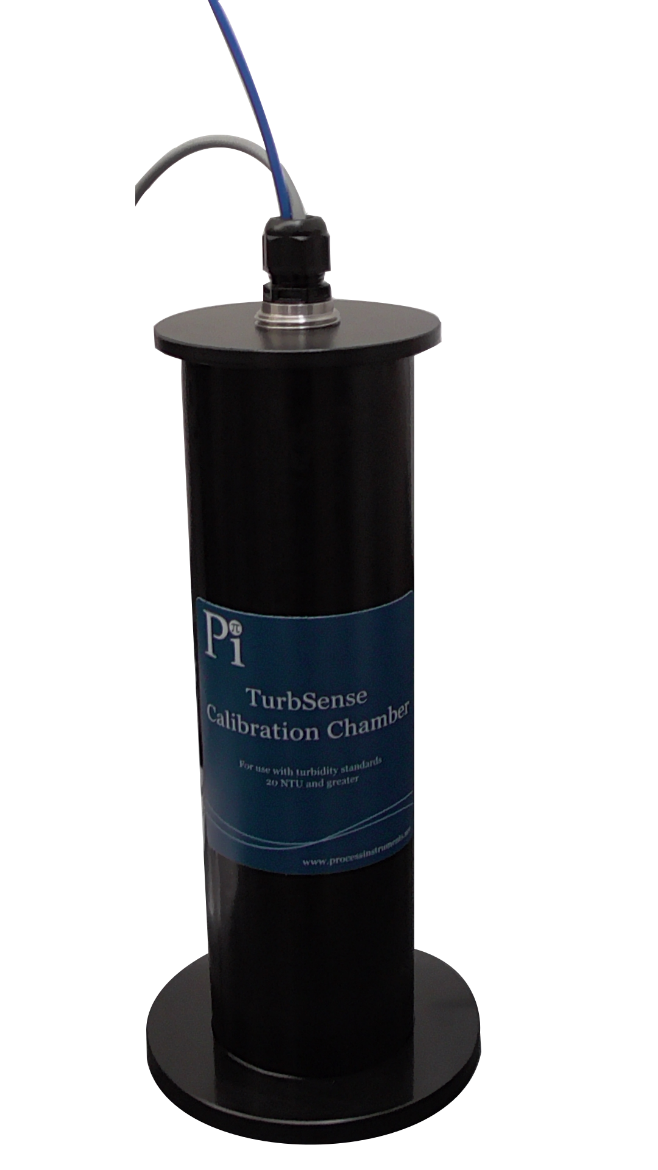 Pi
π
TurbSense
Calibration Chamber
For use with turbidity standards
20 NTU and greater